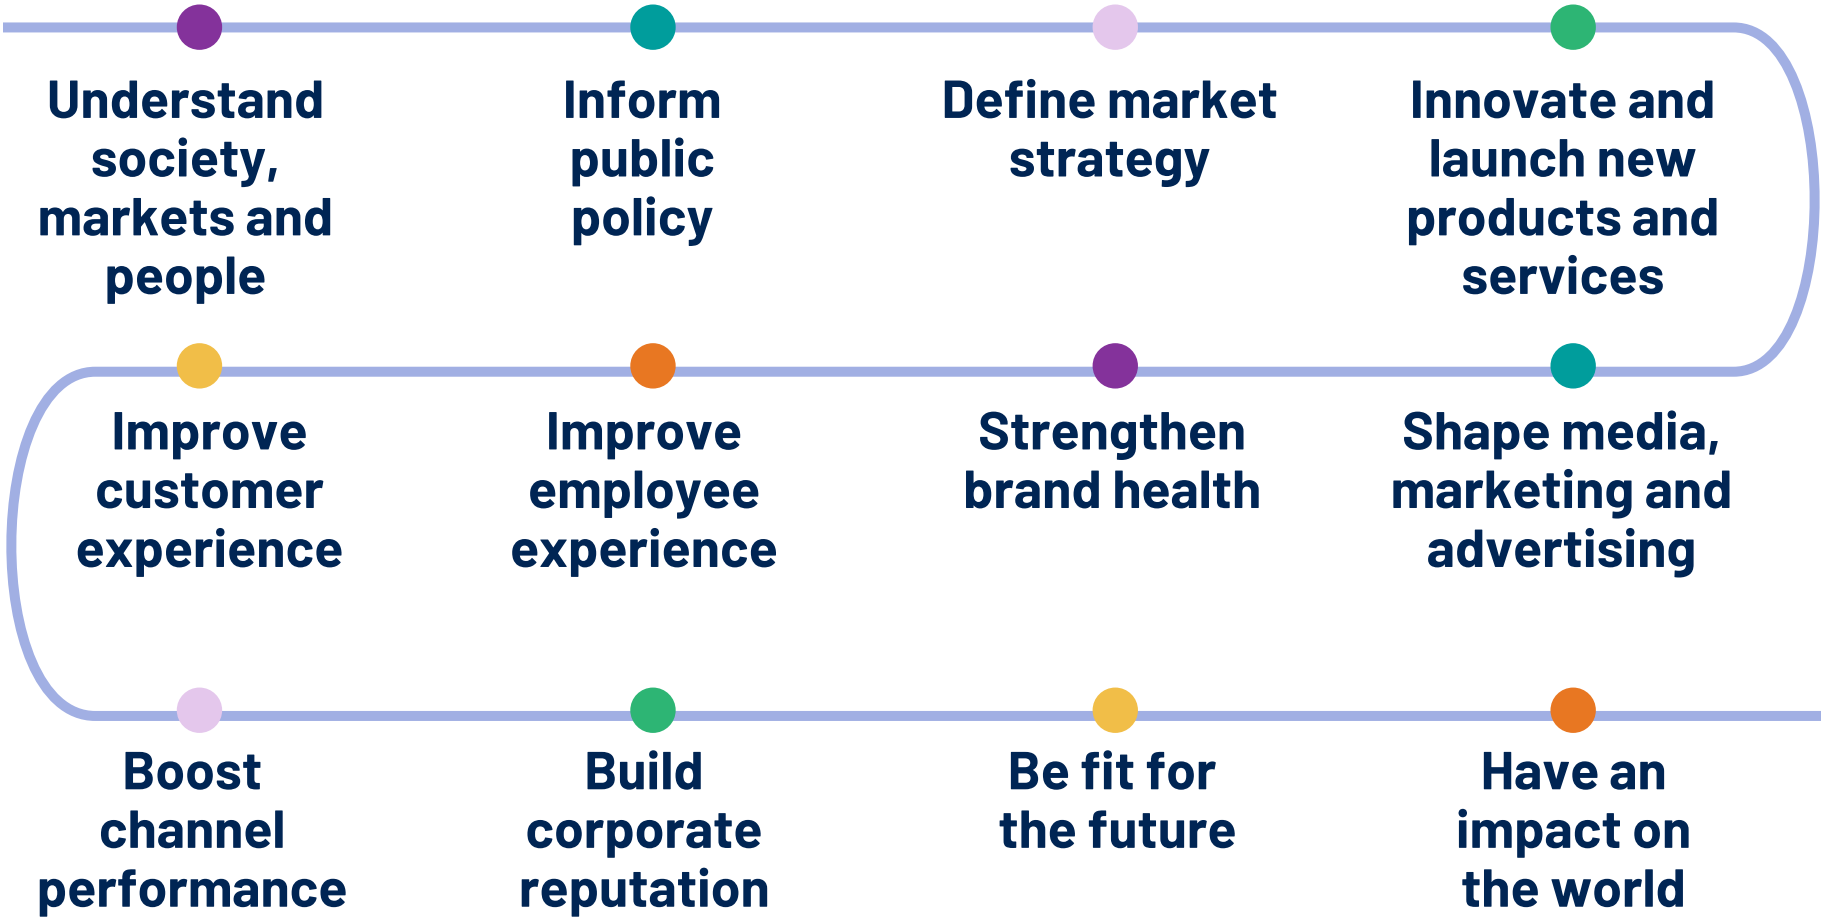 Understand
society,
markets and
people
Inform
public
policy
Define market
strategy
Innovate and
launch new
products and
services
Improve
customer
experience
Improve
employee
experience
Strengthen
brand health
Shape media,
marketing and
advertising
Boost
channel
performance
Build
corporate
reputation
Be fit for
the future
Have an
impact on
the world